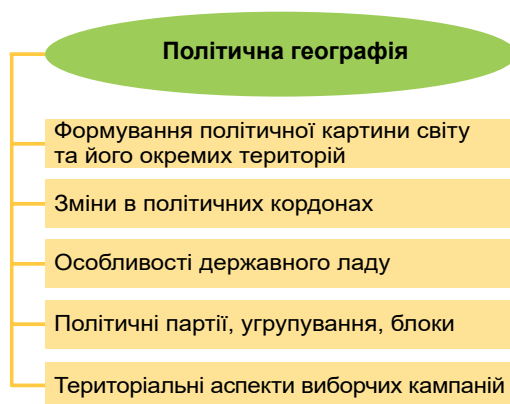 Політична географія
Формування політичної картини світу
та його окремих територій
Зміни в політичних кордонах
Особливості державного ладу
Політичні партії, угрупування, блоки
Територіальні аспекти виборчих кампаній